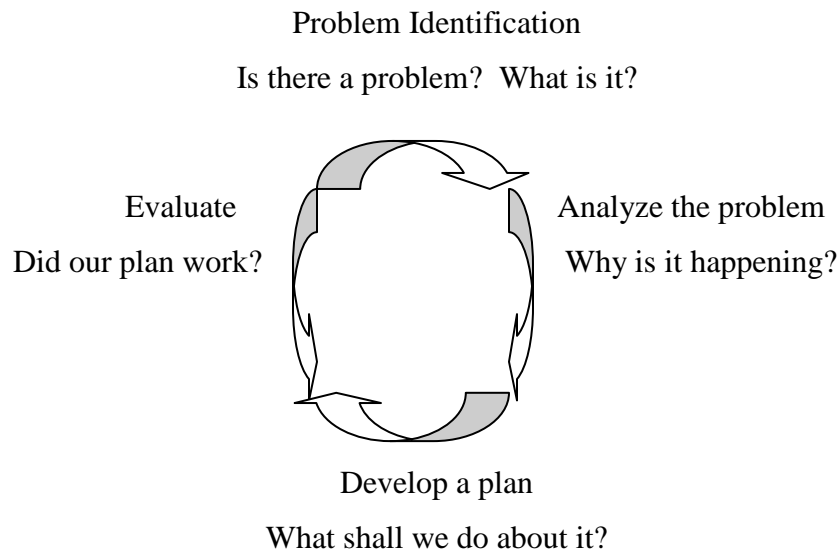 Problem Identification
Is there a problem?  What is it?
Evaluate
Did our plan work?
Analyze the problem
Why is it happening?
Develop a plan
What shall we do about it?